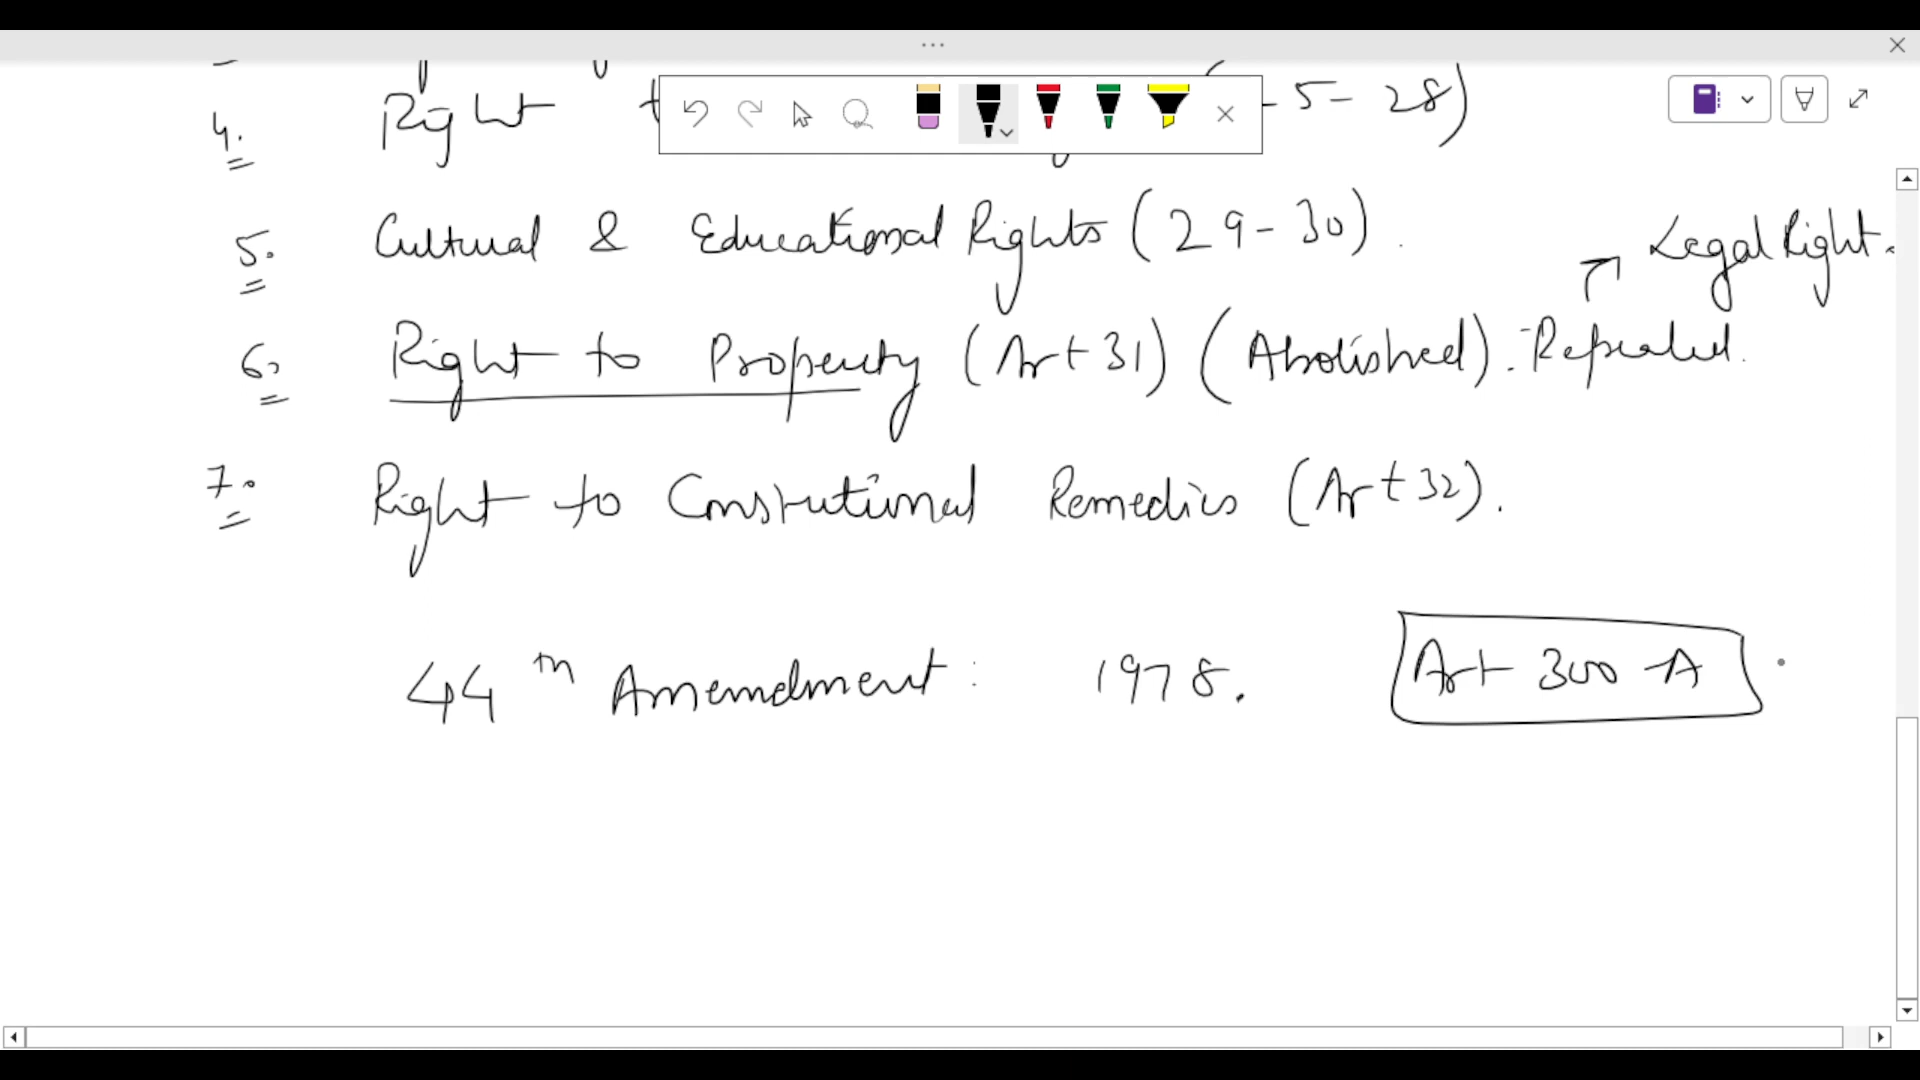 4. Right - 5 - 28)
5. Cultural & Educational Rights (29-30).
Legal Right.
6. Right to Property (Art 31) (Abolished). - Repealed.
7. Right to Constitutional Remedies (Art 32).
44th Amendment: 1978. Art 300-A